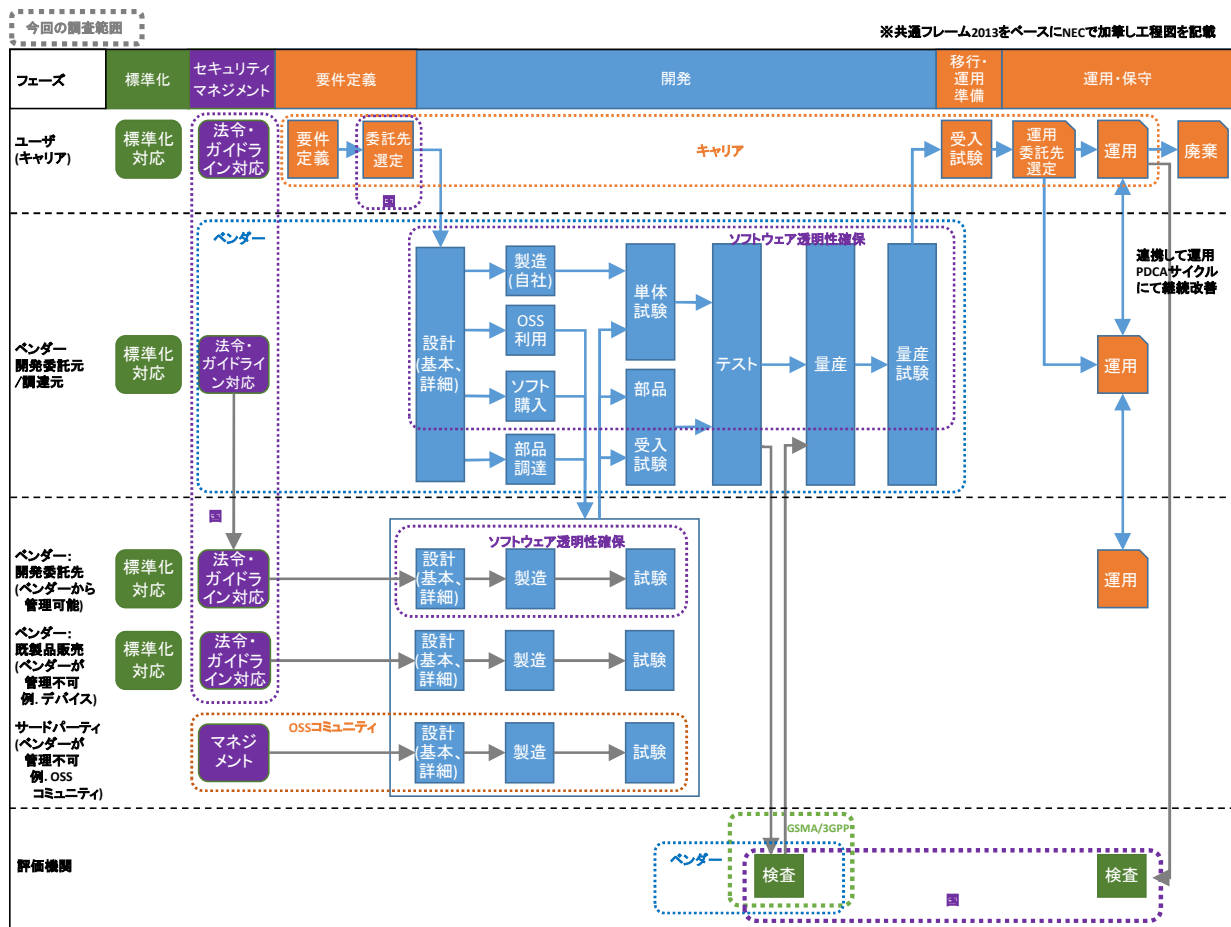 今回の調査範囲
※共通フレーム2013をベースにNECで加筆し工程図を記載
フェーズ
標準化
セキュリティ
マネジメント
要件定義
開発
移行・
運用
準備
運用・保守
ユーザ
(キャリア)
標準化
対応
法令・
ガイドラ
イン対応
要件
定義
委託先
選定
国
キャリア
受入
試験
運用
委託先
選定
運用
廃棄
ベンダー
ソフトウェア透明性確保
連携して運用
PDCAサイクル
にて継続改善
ベンダー
開発委託元
/調達元
標準化
対応
法令・
ガイドライ
ン対応
設計
(基本、
詳細)
製造
(自社)
OSS
利用
ソフト
購入
部品
調達
単体
試験
部品
受入
試験
テスト
量産
量産
試験
運用
国
ベンダー:
開発委託先
(ベンダーから
管理可能)
標準化
対応
法令・
ガイドラ
イン対応
ソフトウェア透明性確保
設計
(基本、
詳細)
製造
試験
運用
ベンダー:
既製品販売
(ベンダーが
管理不可
例. デバイス)
標準化
対応
法令・
ガイドラ
イン対応
設計
(基本、
詳細)
製造
試験
サードパーティ
(ベンダーが
管理不可
例. OSS
コミュニティ)
マネジ
メント
OSSコミュニティ
設計
(基本、
詳細)
製造
試験
評価機関
GSMA/3GPP
ベンダー
検査
国
検査